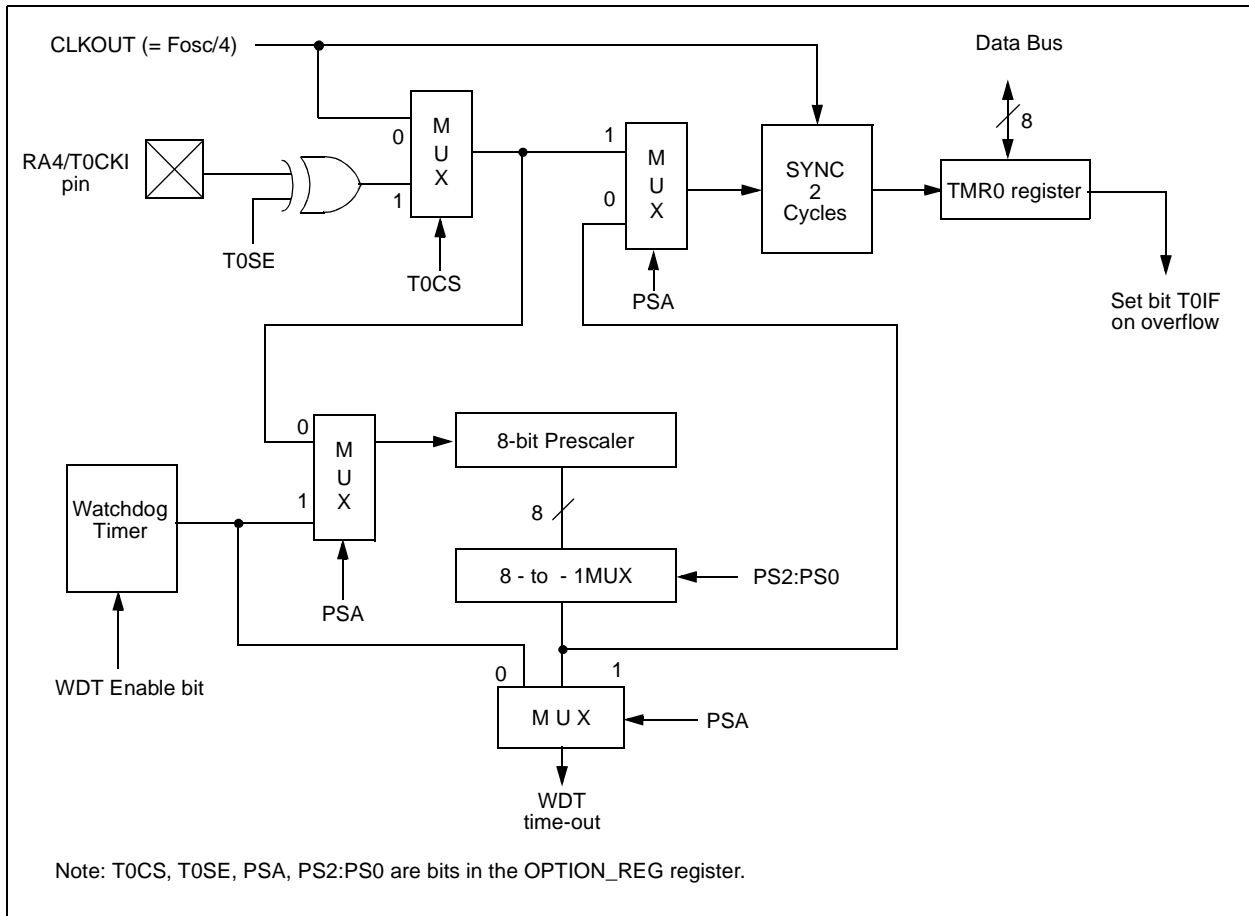 CLKOUT (= Fosc/4)
Data Bus
8
RA4/T0CKI
pin
T0SE
0
1
M
U
X
T0CS
1
0
M
U
X
PSA
SYNC
2
Cycles
TMR0 register
Set bit T0IF
on overflow
0
1
M
U
X
PSA
8-bit Prescaler
8
8 - to - 1MUX
PS2:PS0
Watchdog
Timer
WDT Enable bit
0
1
M U X
PSA
WDT
time-out
Note: T0CS, T0SE, PSA, PS2:PS0 are bits in the OPTION_REG register.